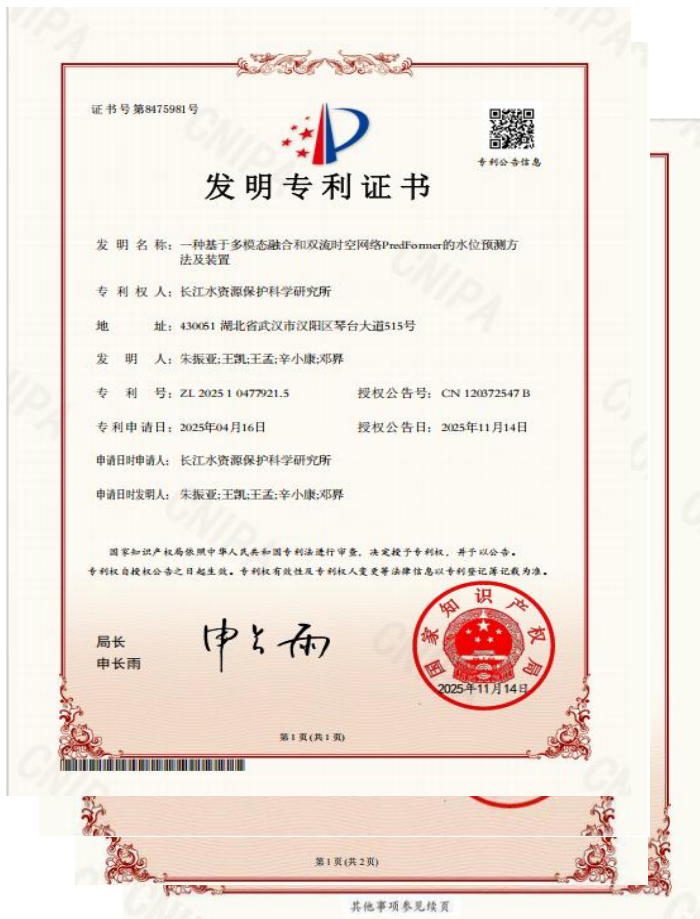 证书号第8475981号
专利公告信息
发明专利证书
发明名称：一种基于多模态融合和双流时空网络PredFormer的水位预测方
法及装置
专利权人：长江水资源保护科学研究所
地址：430051 湖北省武汉市汉阳区琴台大道515号
发明人：朱振亚;王凯;王孟;辛小康;邓羿
专利号：ZL 2025 1 0477921.5 授权公告号：CN 120372547 B
专利申请日：2025年04月16日 授权公告日：2025年11月14日
申请日时申请人：长江水资源保护科学研究所
申请日时发明人：朱振亚;王凯;王孟;辛小康;邓羿
国家知识产权局依照中华人民共和国专利法进行审查，决定授予专利权，并予以公告。
专利权自授权公告之日起生效。专利权有效性及专利权人变更等法律信息以专利登记簿记载为准。
局长
申长雨
申长雨
国家知识产权局
2025年11月14日
第1页(共1页)
第1页(共2页)
其他事项参见续页
CNIPA
CNIPA
CNIPA
CNIPA
CNIPA